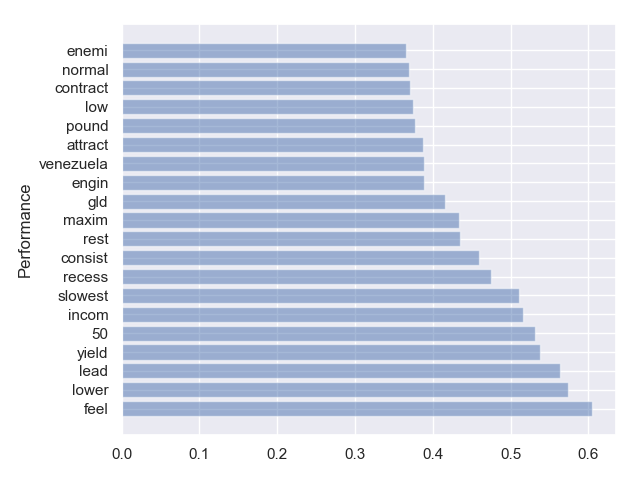 enemi
normal
contract
low
pound
attract
venezuela
engin
gld
maxim
rest
consist
recess
slowest
incom
50
yield
lead
lower
feel
Performance
0.0 0.1 0.2 0.3 0.4 0.5 0.6